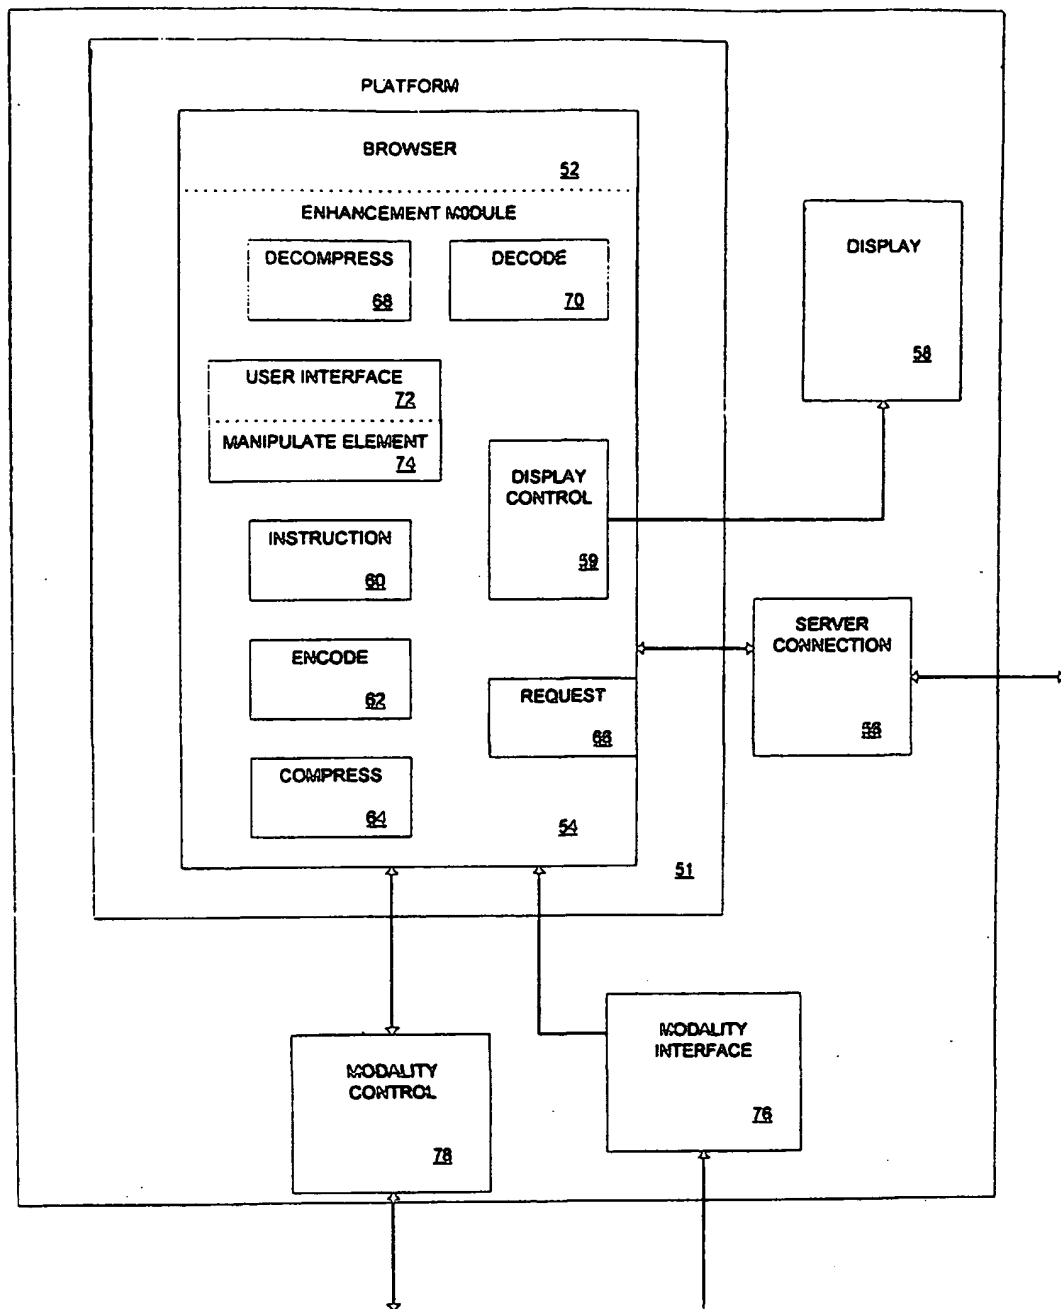 PLATFORM
BROWSER
52
ENHANCEMENT MODULE
DECOMPRESS
68
DECODE
70
DISPLAY
58
USER INTERFACE
72
MANIPULATE ELEMENT
74
DISPLAY
CONTROL
59
INSTRUCTION
60
ENCODE
62
SERVER
CONNECTION
56
REQUEST
66
COMPRESS
64
54
51
MODALITY
INTERFACE
76
MODALITY
CONTROL
78